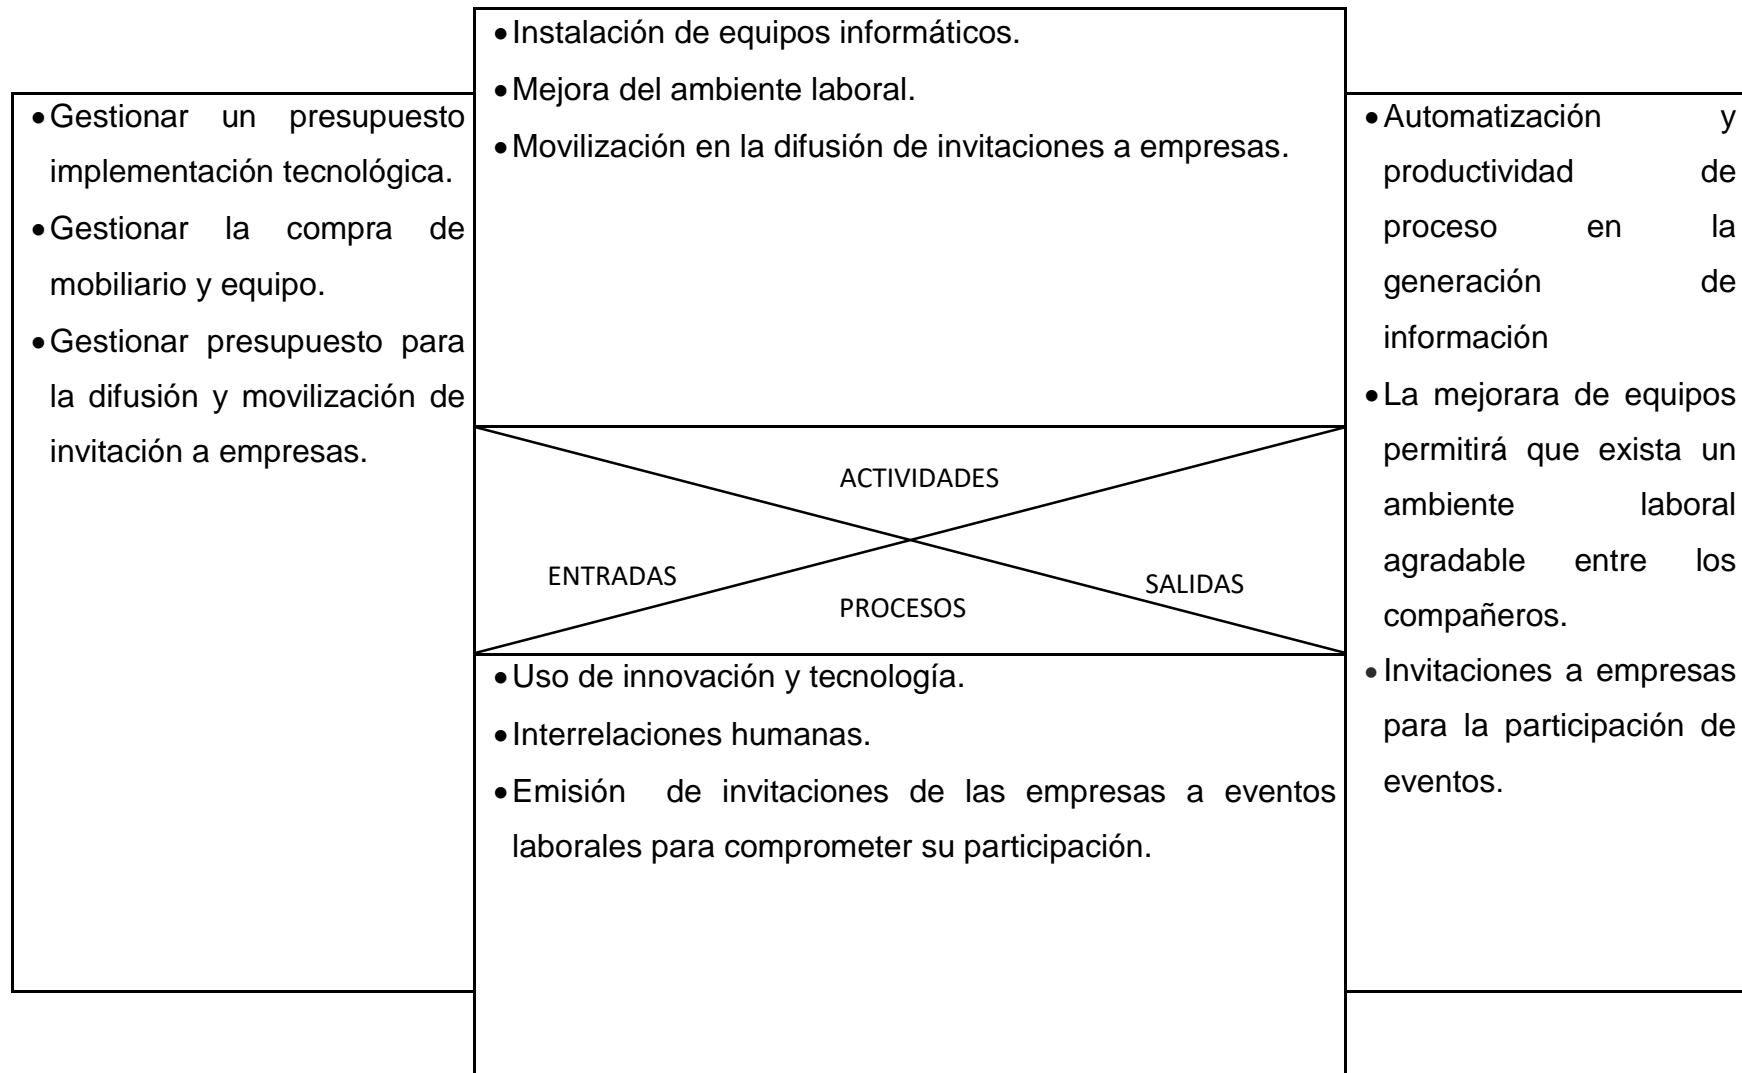 •Instalación de equipos informáticos.
•Mejora del ambiente laboral.
•Movilización en la difusión de invitaciones a empresas.
•Gestionar un presupuesto
implementación tecnológica.
•Gestionar la compra de
mobiliario y equipo.
•Gestionar presupuesto para
la difusión y movilización de
invitación a empresas.
ACTIVIDADES
ENTRADAS
SALIDAS
PROCESOS
•Uso de innovación y tecnología.
•Interrelaciones humanas.
•Emisión de invitaciones de las empresas a eventos
laborales para comprometer su participación.
•Automatización y
productividad de
proceso en la
generación de
información
•La mejorara de equipos
permitirá que exista un
ambiente laboral
agradable entre los
compañeros.
•Invitaciones a empresas
para la participación de
eventos.